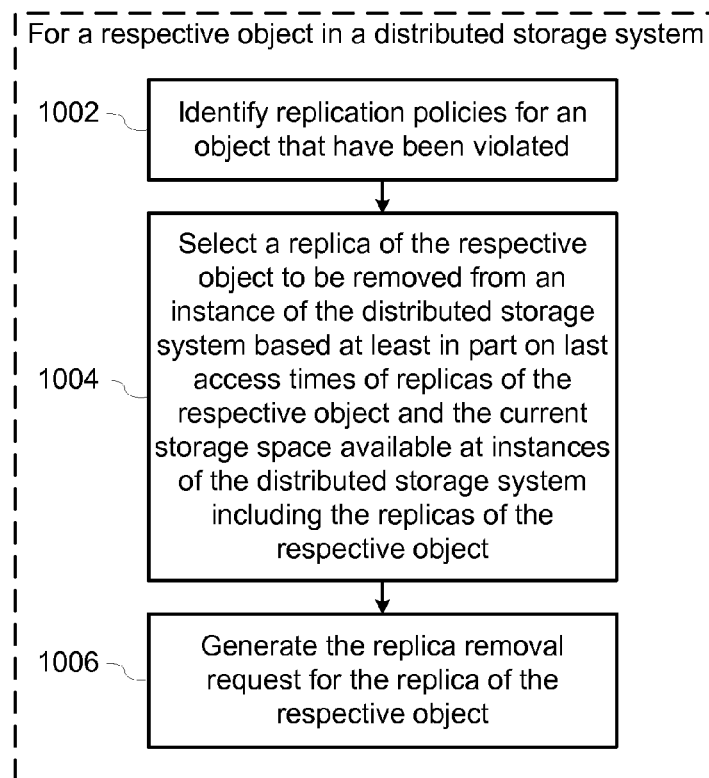 For a respective object in a distributed storage system
1002
Identify replication policies for an
object that have been violated
Select a replica of the respective
object to be removed from an
instance of the distributed storage
system based at least in part on last
1004
access times of replicas of the
respective object and the current
storage space available at instances
of the distributed storage system
including the replicas of the
respective object
1006
Generate the replica removal
request for the replica of the
respective object